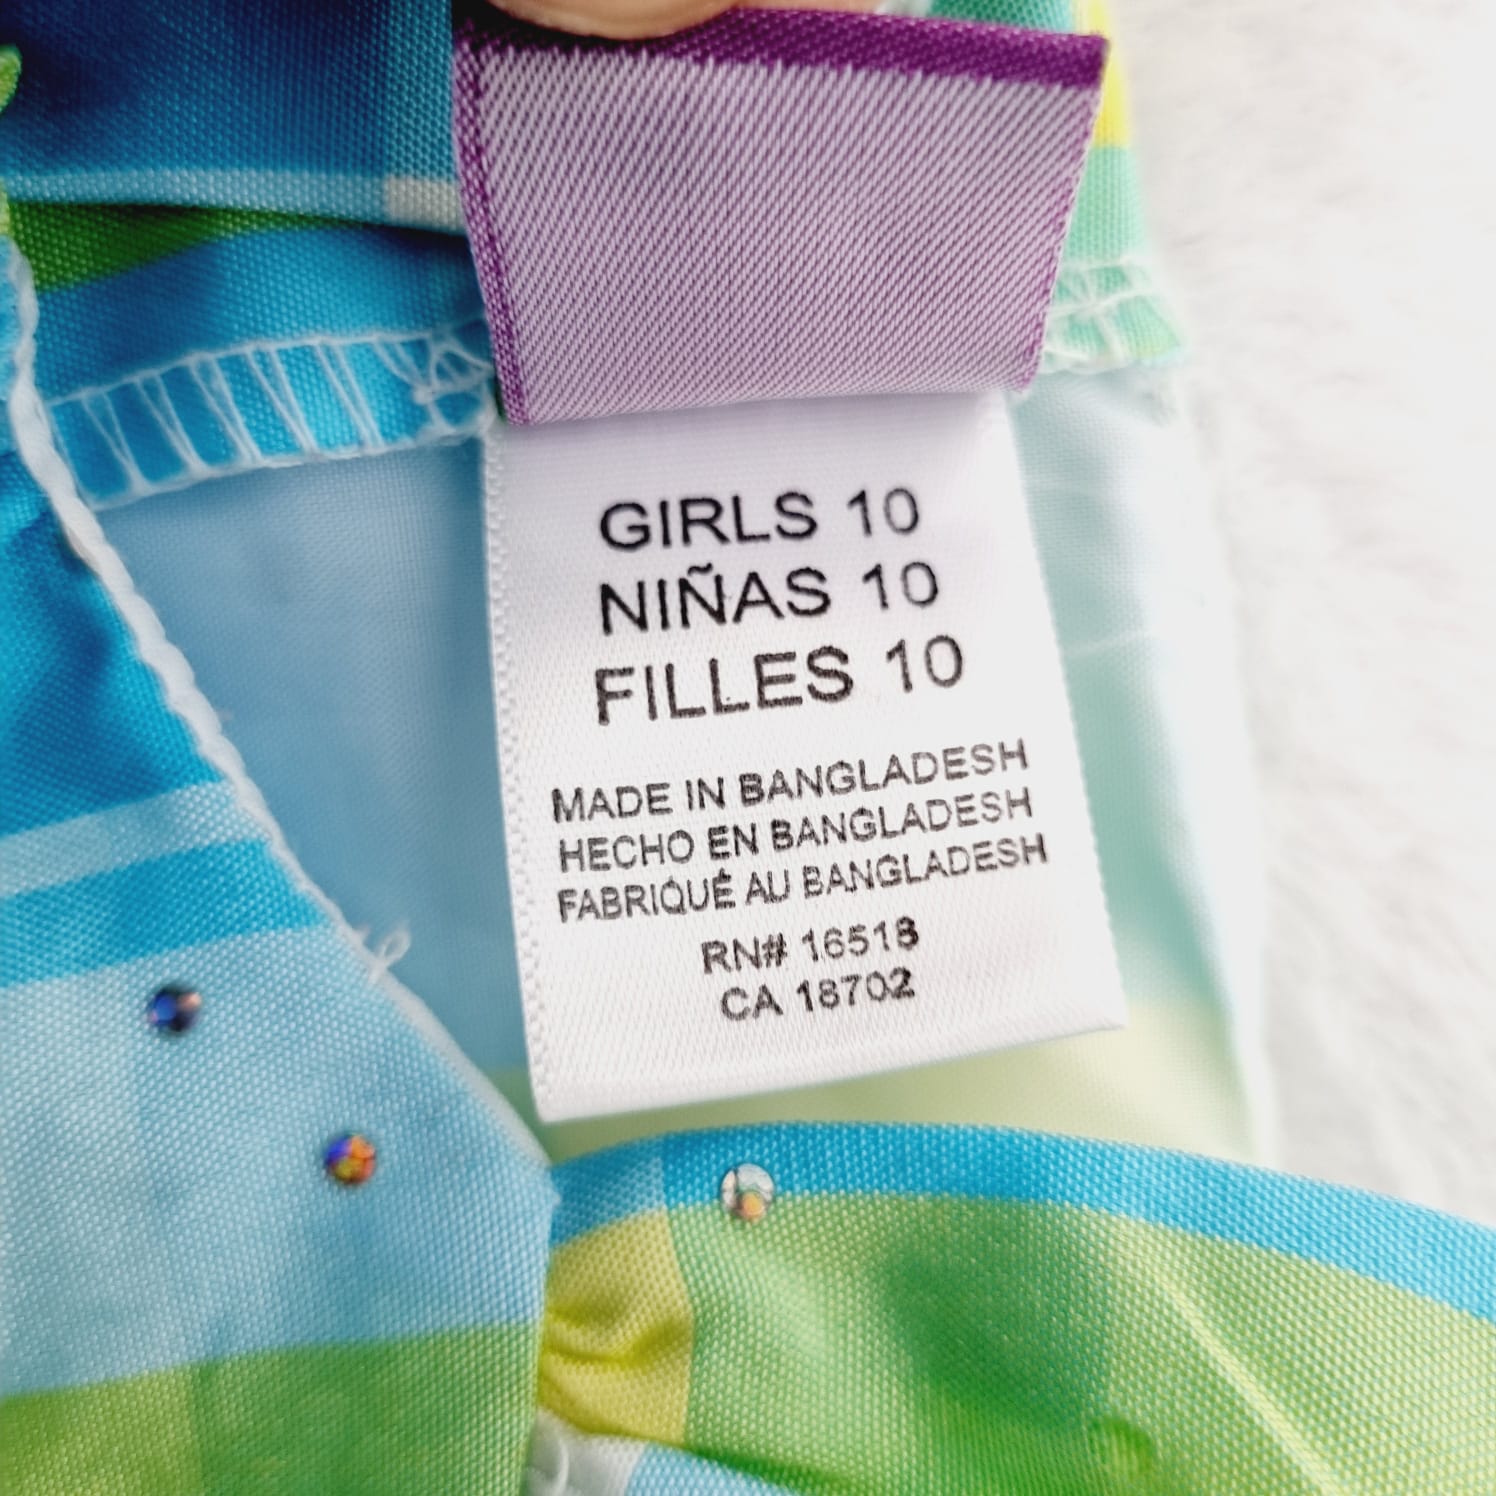 GIRLS 10
NIÑAS 10
FILLES 10
MADE IN BANGLADESH
HECHO EN BANGLADESH
FABRIQUÉ AU BANGLADESH
RN# 16518
CA 18702